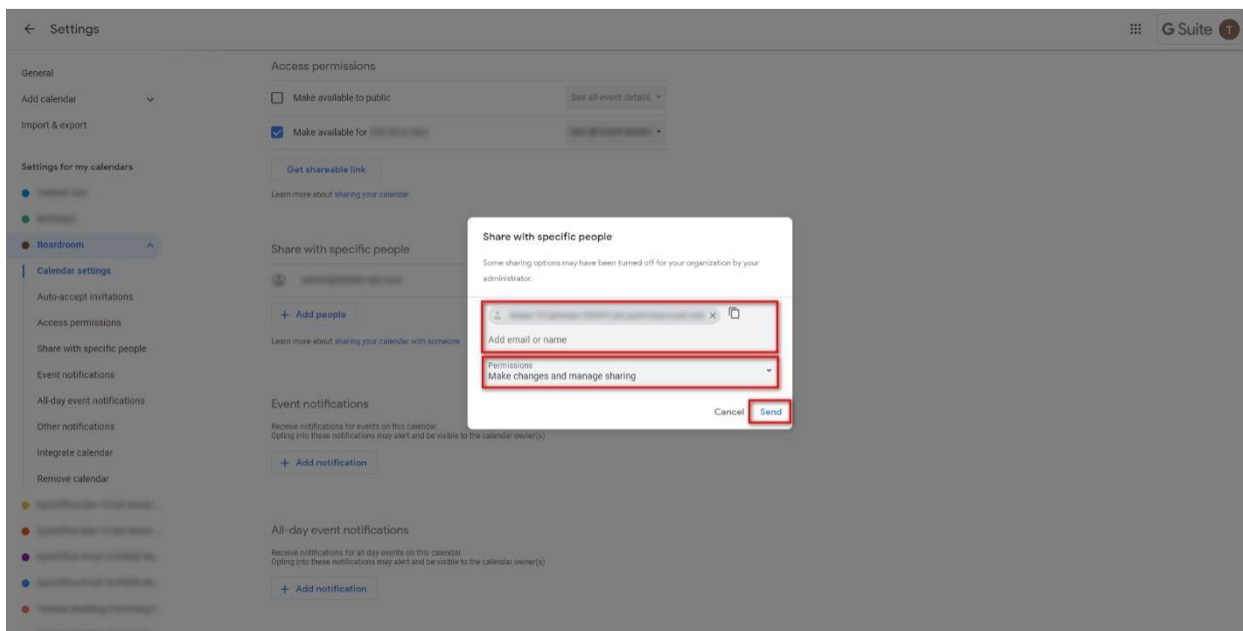 Settings
G Suite T
General
Add calendar
Import & export
Settings for my calendars
Boardroom
Calendar settings
Auto-accept invitations
Access permissions
Share with specific people
Event notifications
All-day event notifications
Other notifications
Integrate calendar
Remove calendar
Access permissions
Make available to public
See all event details
Make available for
Get shareable link
Learn more about sharing your calendar
Share with specific people
+ Add people
Learn more about sharing your calendar with someone
Event notifications
Receive notifications for events on this calendar.
Opting into these notifications may alert and be visible to the calendar owner(s)
+ Add notification
All-day event notifications
Receive notifications for all day events on this calendar.
Opting into these notifications may alert and be visible to the calendar owner(s)
+ Add notification
Share with specific people
Some sharing options may have been turned off for your organization by your
administrator.
Add email or name
Permissions
Make changes and manage sharing
Cancel Send